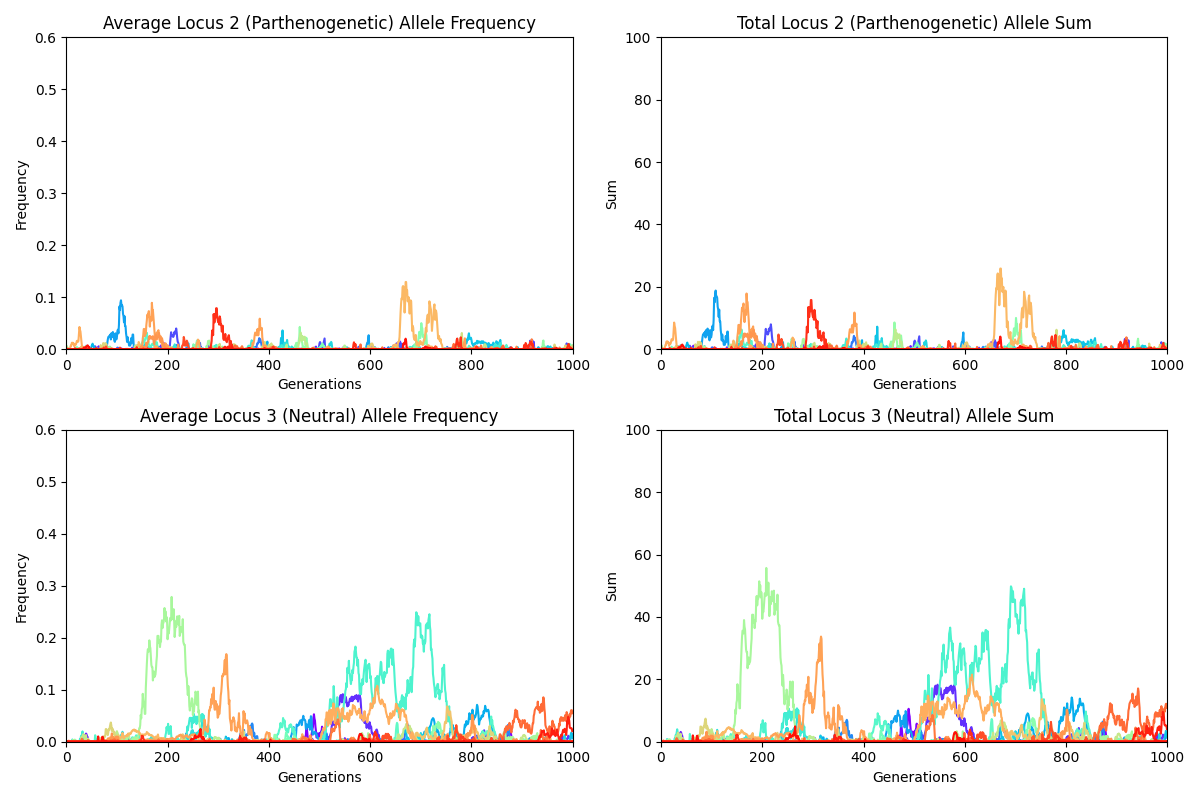 Average Locus 2 (Parthenogenetic) Allele Frequency
Frequency
0.6
0.5
0.4
0.3
0.2
0.1
0.0
0 200 400 600 800 1000
Generations
Total Locus 2 (Parthenogenetic) Allele Sum
Sum
100
80
60
40
20
0
0 200 400 600 800 1000
Generations
Average Locus 3 (Neutral) Allele Frequency
Frequency
0.6
0.5
0.4
0.3
0.2
0.1
0.0
0 200 400 600 800 1000
Generations
Total Locus 3 (Neutral) Allele Sum
Sum
100
80
60
40
20
0
0 200 400 600 800 1000
Generations